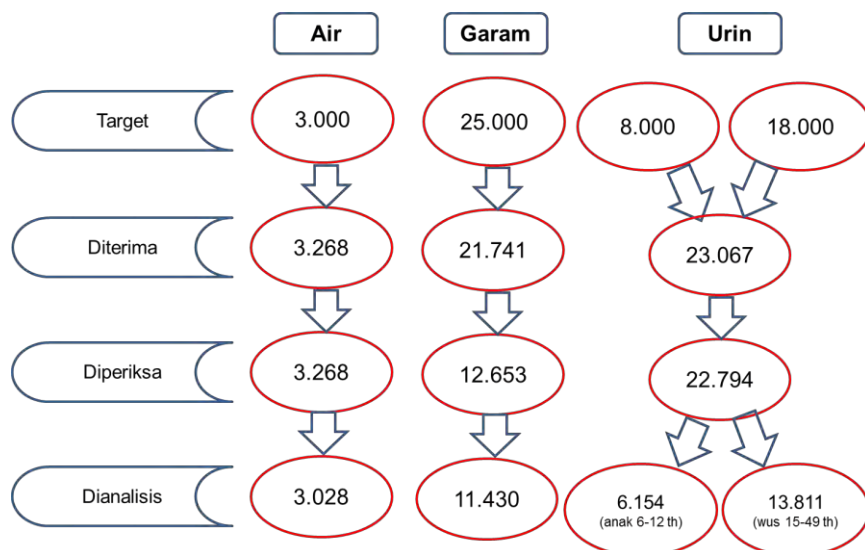 Air
Garam
Urin
Target
3.000
25.000
8.000
18.000
Diterima
3.268
21.741
23.067
Diperiksa
3.268
12.653
22.794
Dianalisis
3.028
11.430
6.154
(anak 6-12 th)
13.811
(wus 15-49 th)